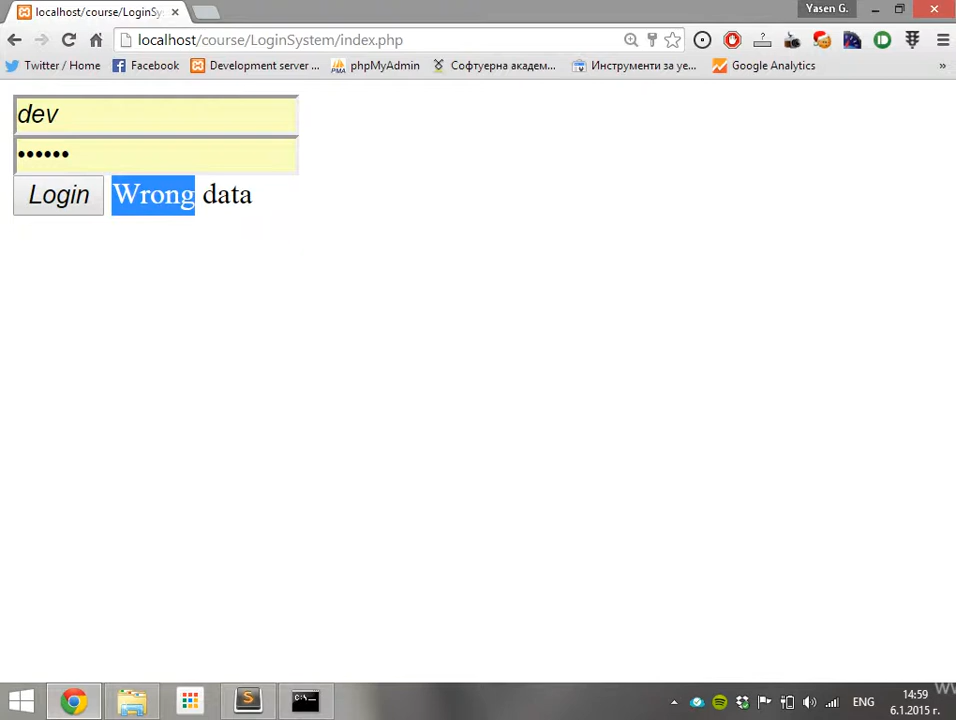 localhost/course/LoginSy:
Yasen G.
localhost/course/LoginSystem/index.php
Twitter / Home
Facebook
Development server ...
phpMyAdmin
Софтуерна академ...
Инструменти за уе...
Google Analytics
»
dev
••••••
Login
Wrong data
ЕНГ
14:59
6.1.2015 г.